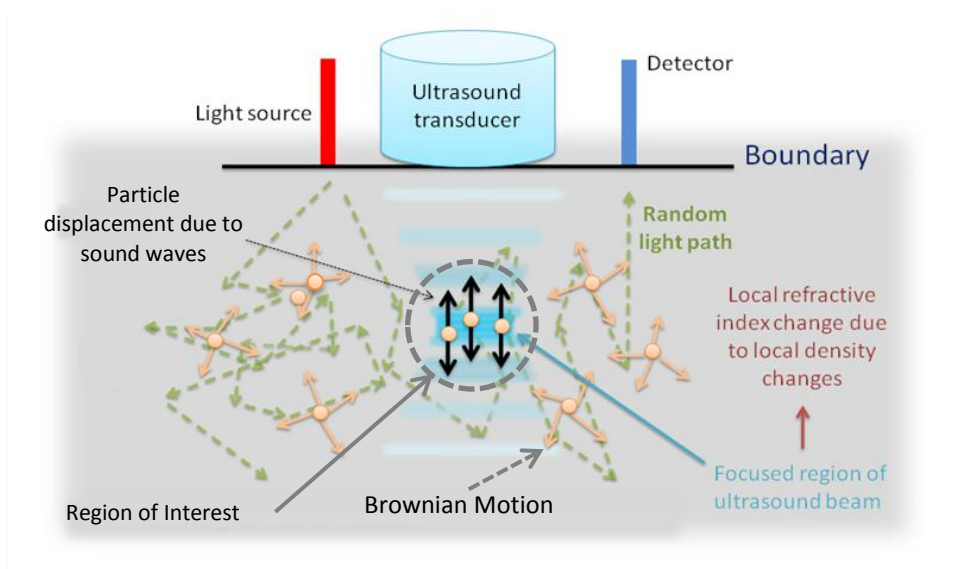 Light source
Ultrasound
transducer
Detector
Boundary
Particle
displacement due to
sound waves
Random
light path
Local refractive
index change due
to local density
changes
Focused region of
ultrasound beam
Region of Interest
Brownian Motion